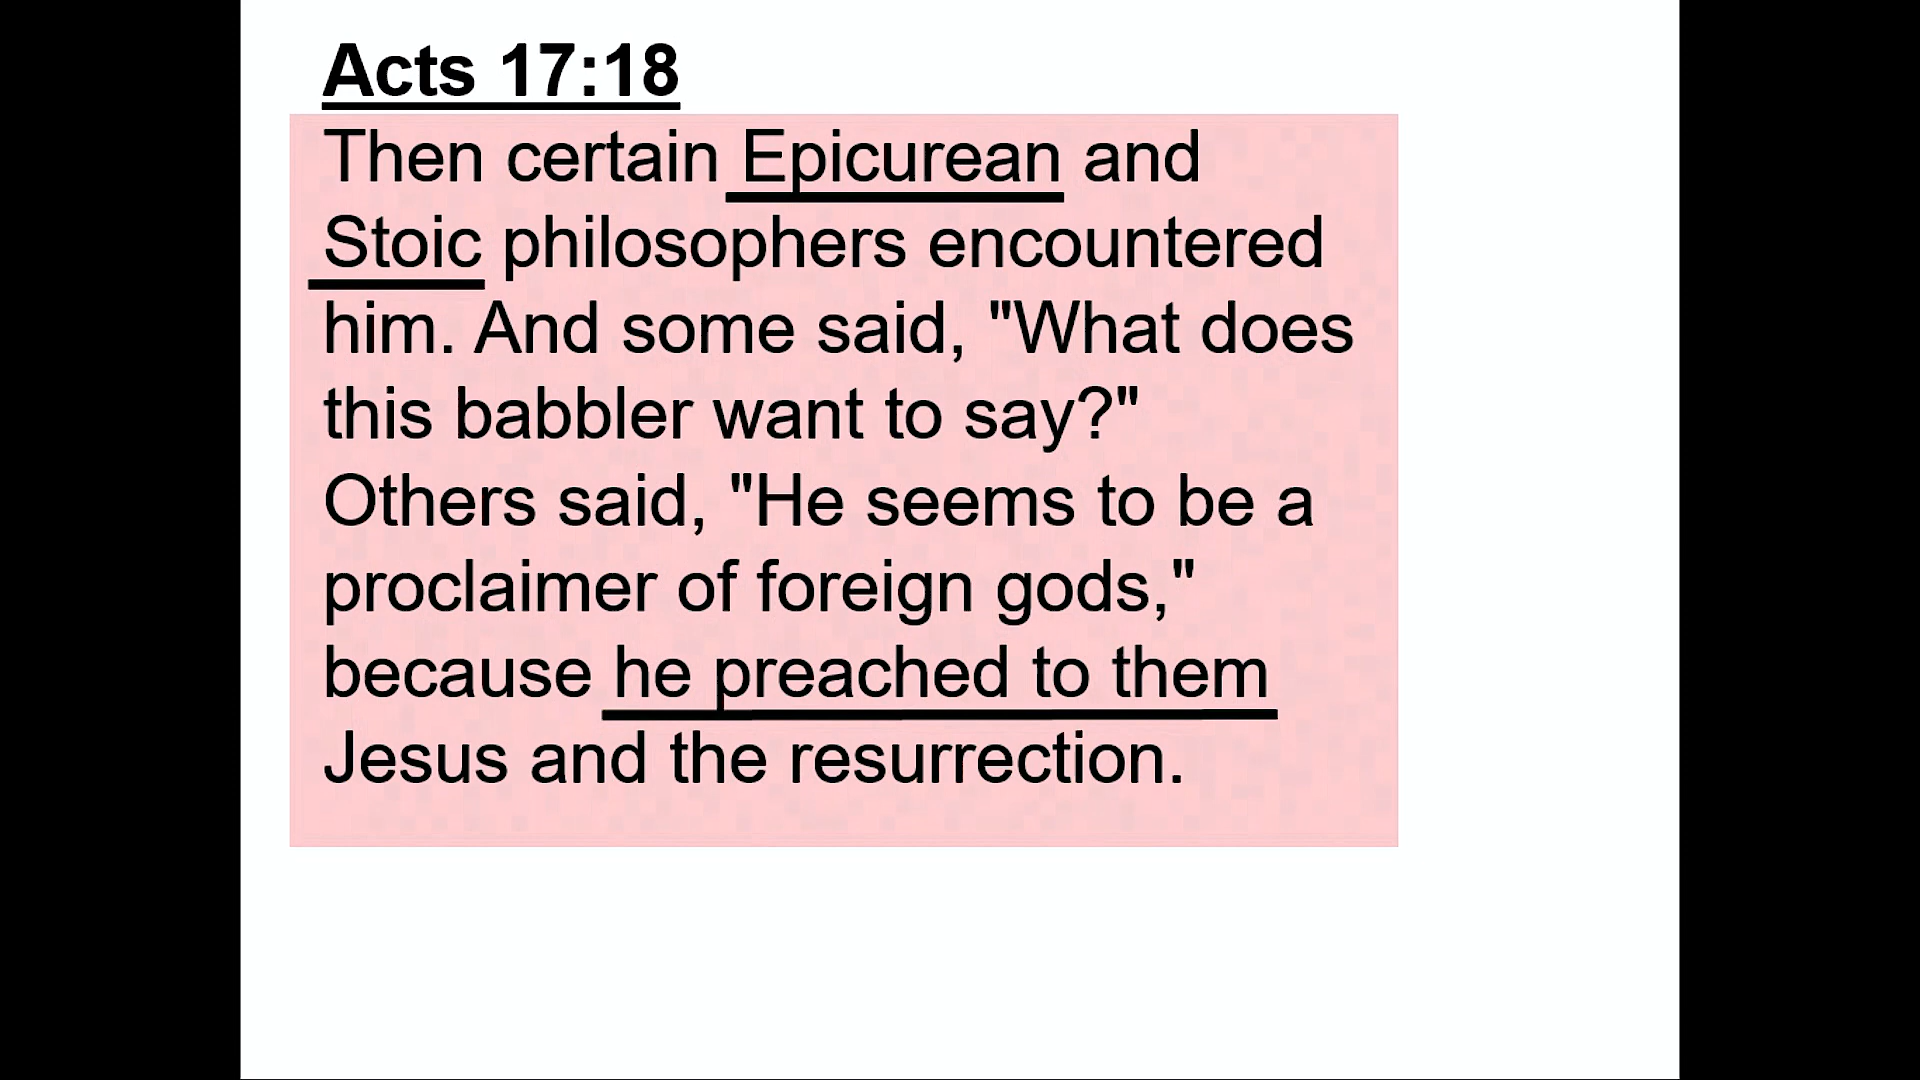 Acts 17:18
Then certain Epicurean and
Stoic philosophers encountered
him. And some said, "What does
this babbler want to say?"
Others said, "He seems to be a
proclaimer of foreign gods,"
because he preached to them
Jesus and the resurrection.